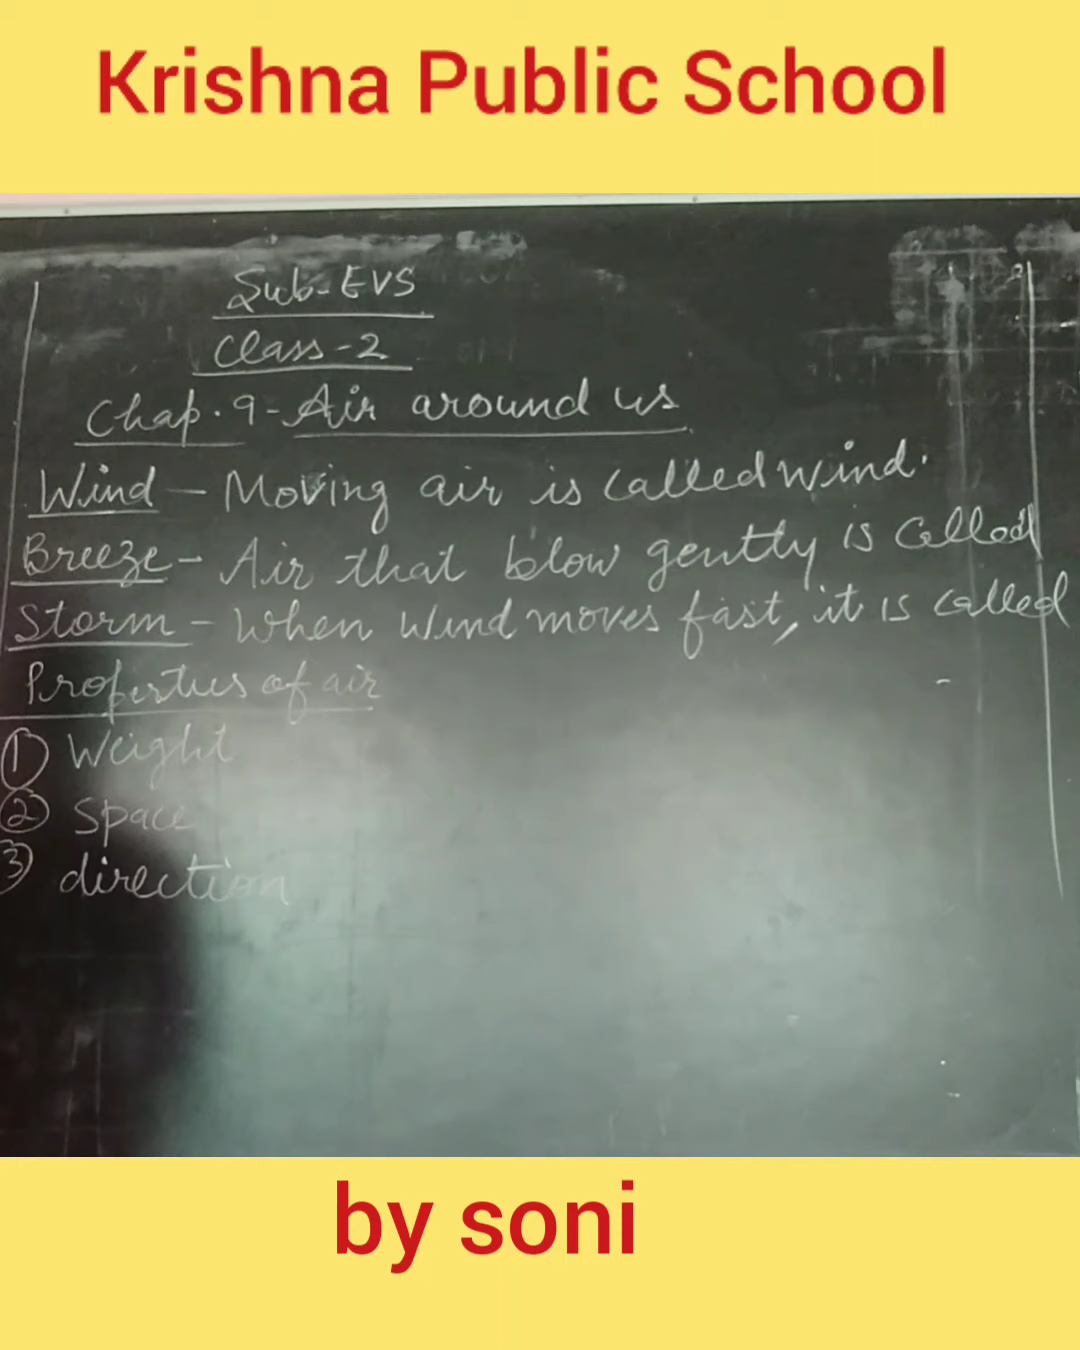 Krishna Public School
Sub-EVS
Class-2
Chap.9-Air around us
Wind - Moving air is called wind.
Breeze - Air that blow gently is called
Storm - When wind moves fast, it is called
Properties of air
① Weight
② Space
③ direction
by soni